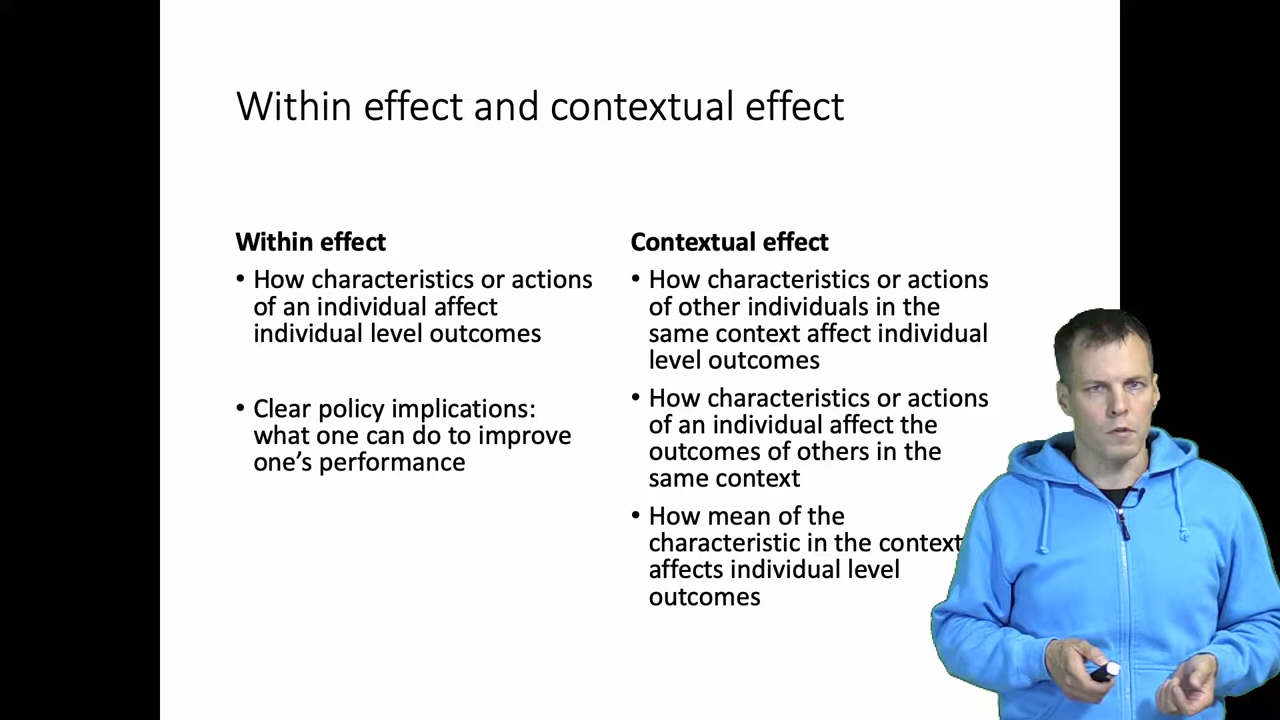 Within effect and contextual effect
Within effect
• How characteristics or actions
of an individual affect
individual level outcomes
• Clear policy implications:
what one can do to improve
one's performance
Contextual effect
• How characteristics or actions
of other individuals in the
same context affect individual
level outcomes
• How characteristics or actions
of an individual affect the
outcomes of others in the
same context
• How mean of the
characteristic in the context
affects individual level
outcomes